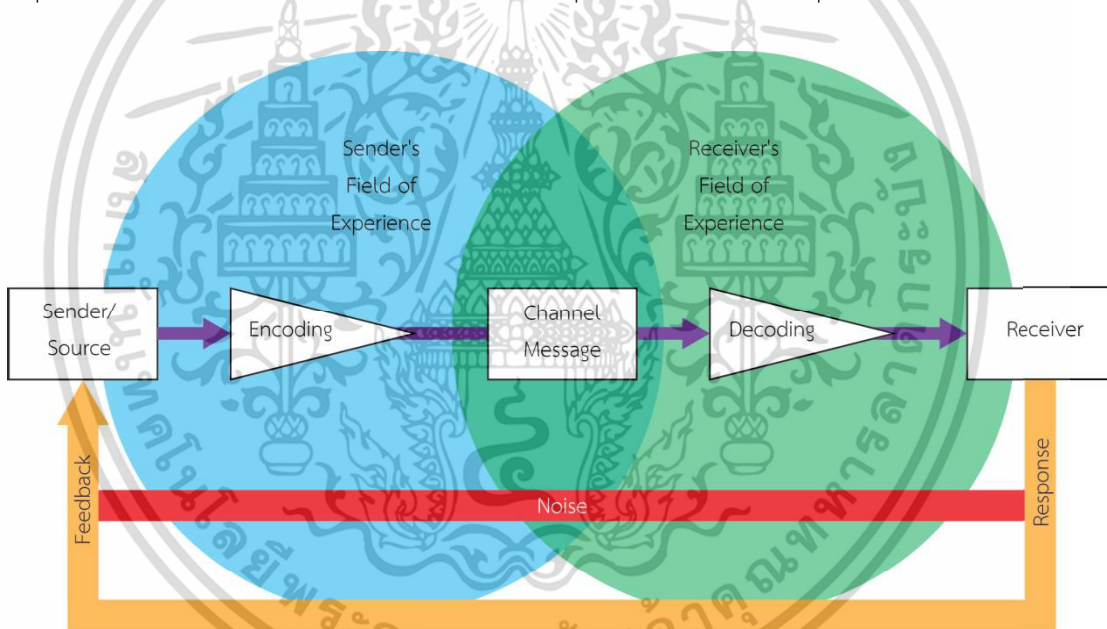 Sender's
Field of
Experience
Receiver's
Field of
Experience
Sender/
Source
Encoding
Channel
Message
Decoding
Receiver
Feedback
Noise
Response